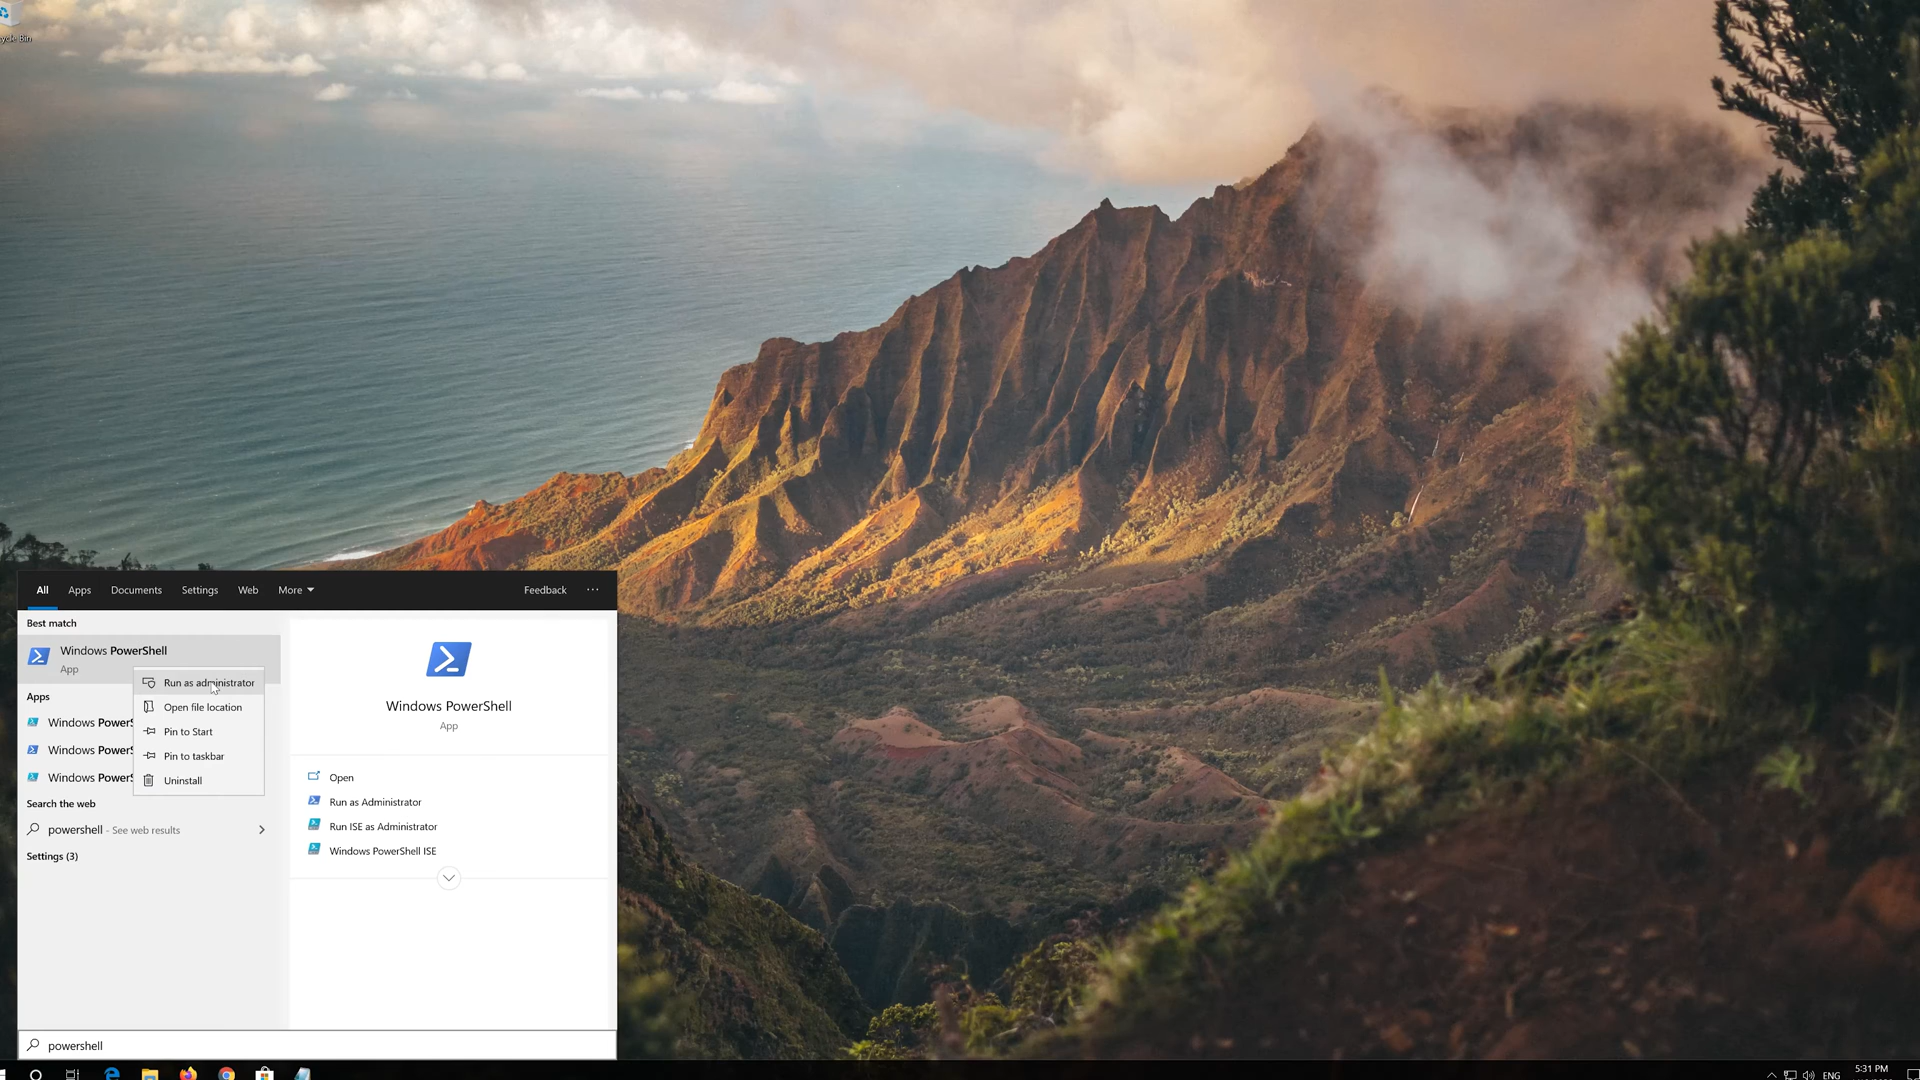 ycle Bin
All Apps Documents Settings Web More Feedback ...
Best match
Windows PowerShell
App
Run as administrator
Open file location
Pin to Start
Pin to taskbar
Uninstall
Apps
Windows PowerS
Windows PowerS
Windows PowerS
Search the web
powershell - See web results
Settings (3)
Windows PowerShell
App
Open
Run as Administrator
Run ISE as Administrator
Windows PowerShell ISE
powershell
ENG
5:31 PM